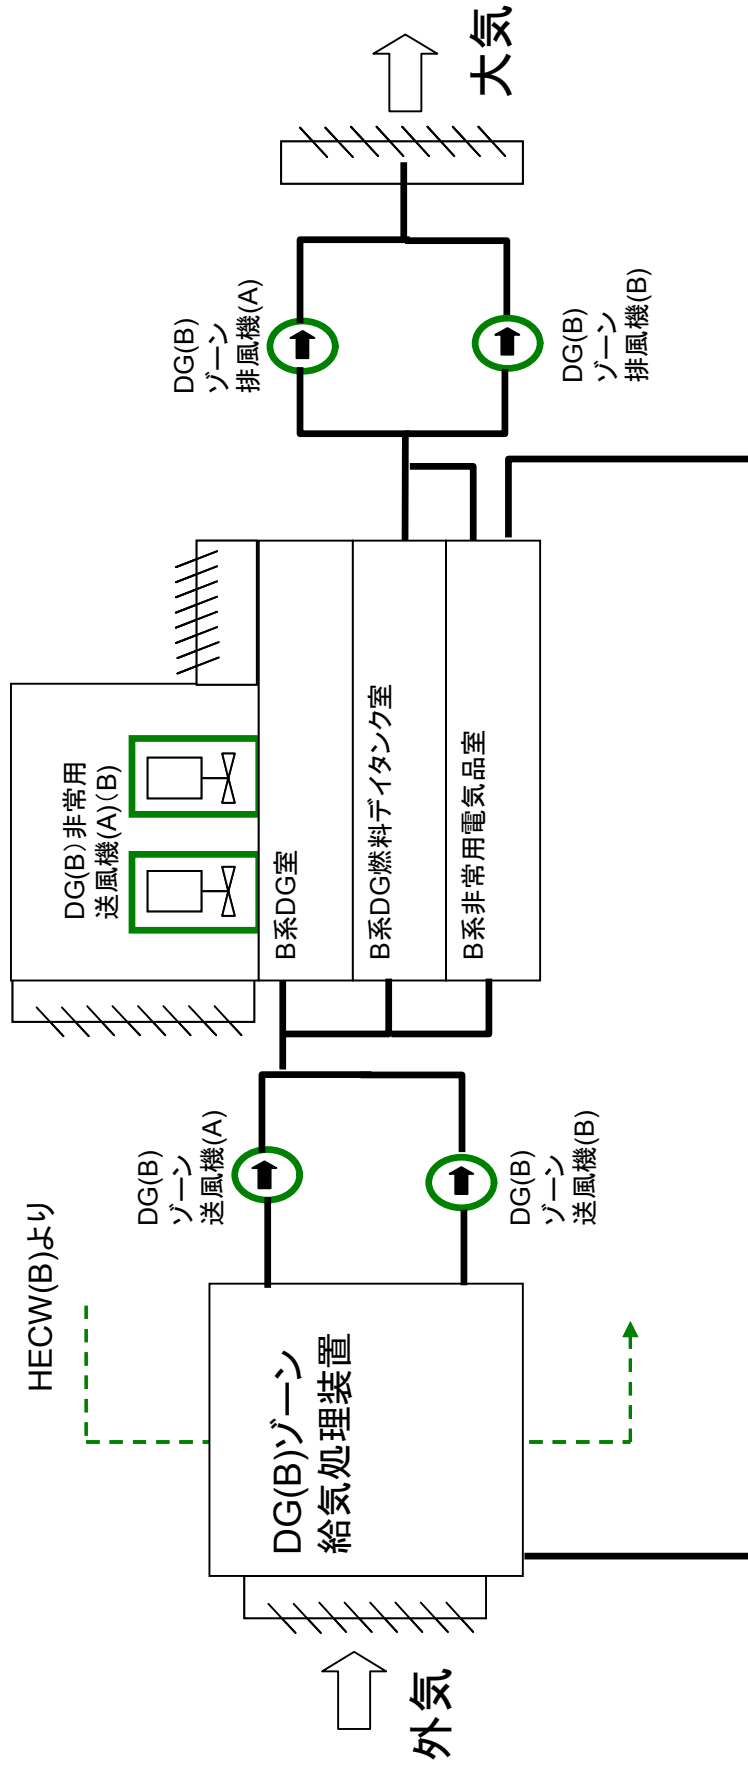 外気
DG(B)ゾーン
給気処理装置
HECW(B)より
DG(B)
ゾーン
送風機(A)
DG(B)
ゾーン
送風機(B)
DG(B)非常用
送風機(A)(B)
B系DG室
B系DG燃料デイタンク室
B系非常用電気品室
DG(B)
ゾーン
排風機(A)
DG(B)
ゾーン
排風機(B)
大気